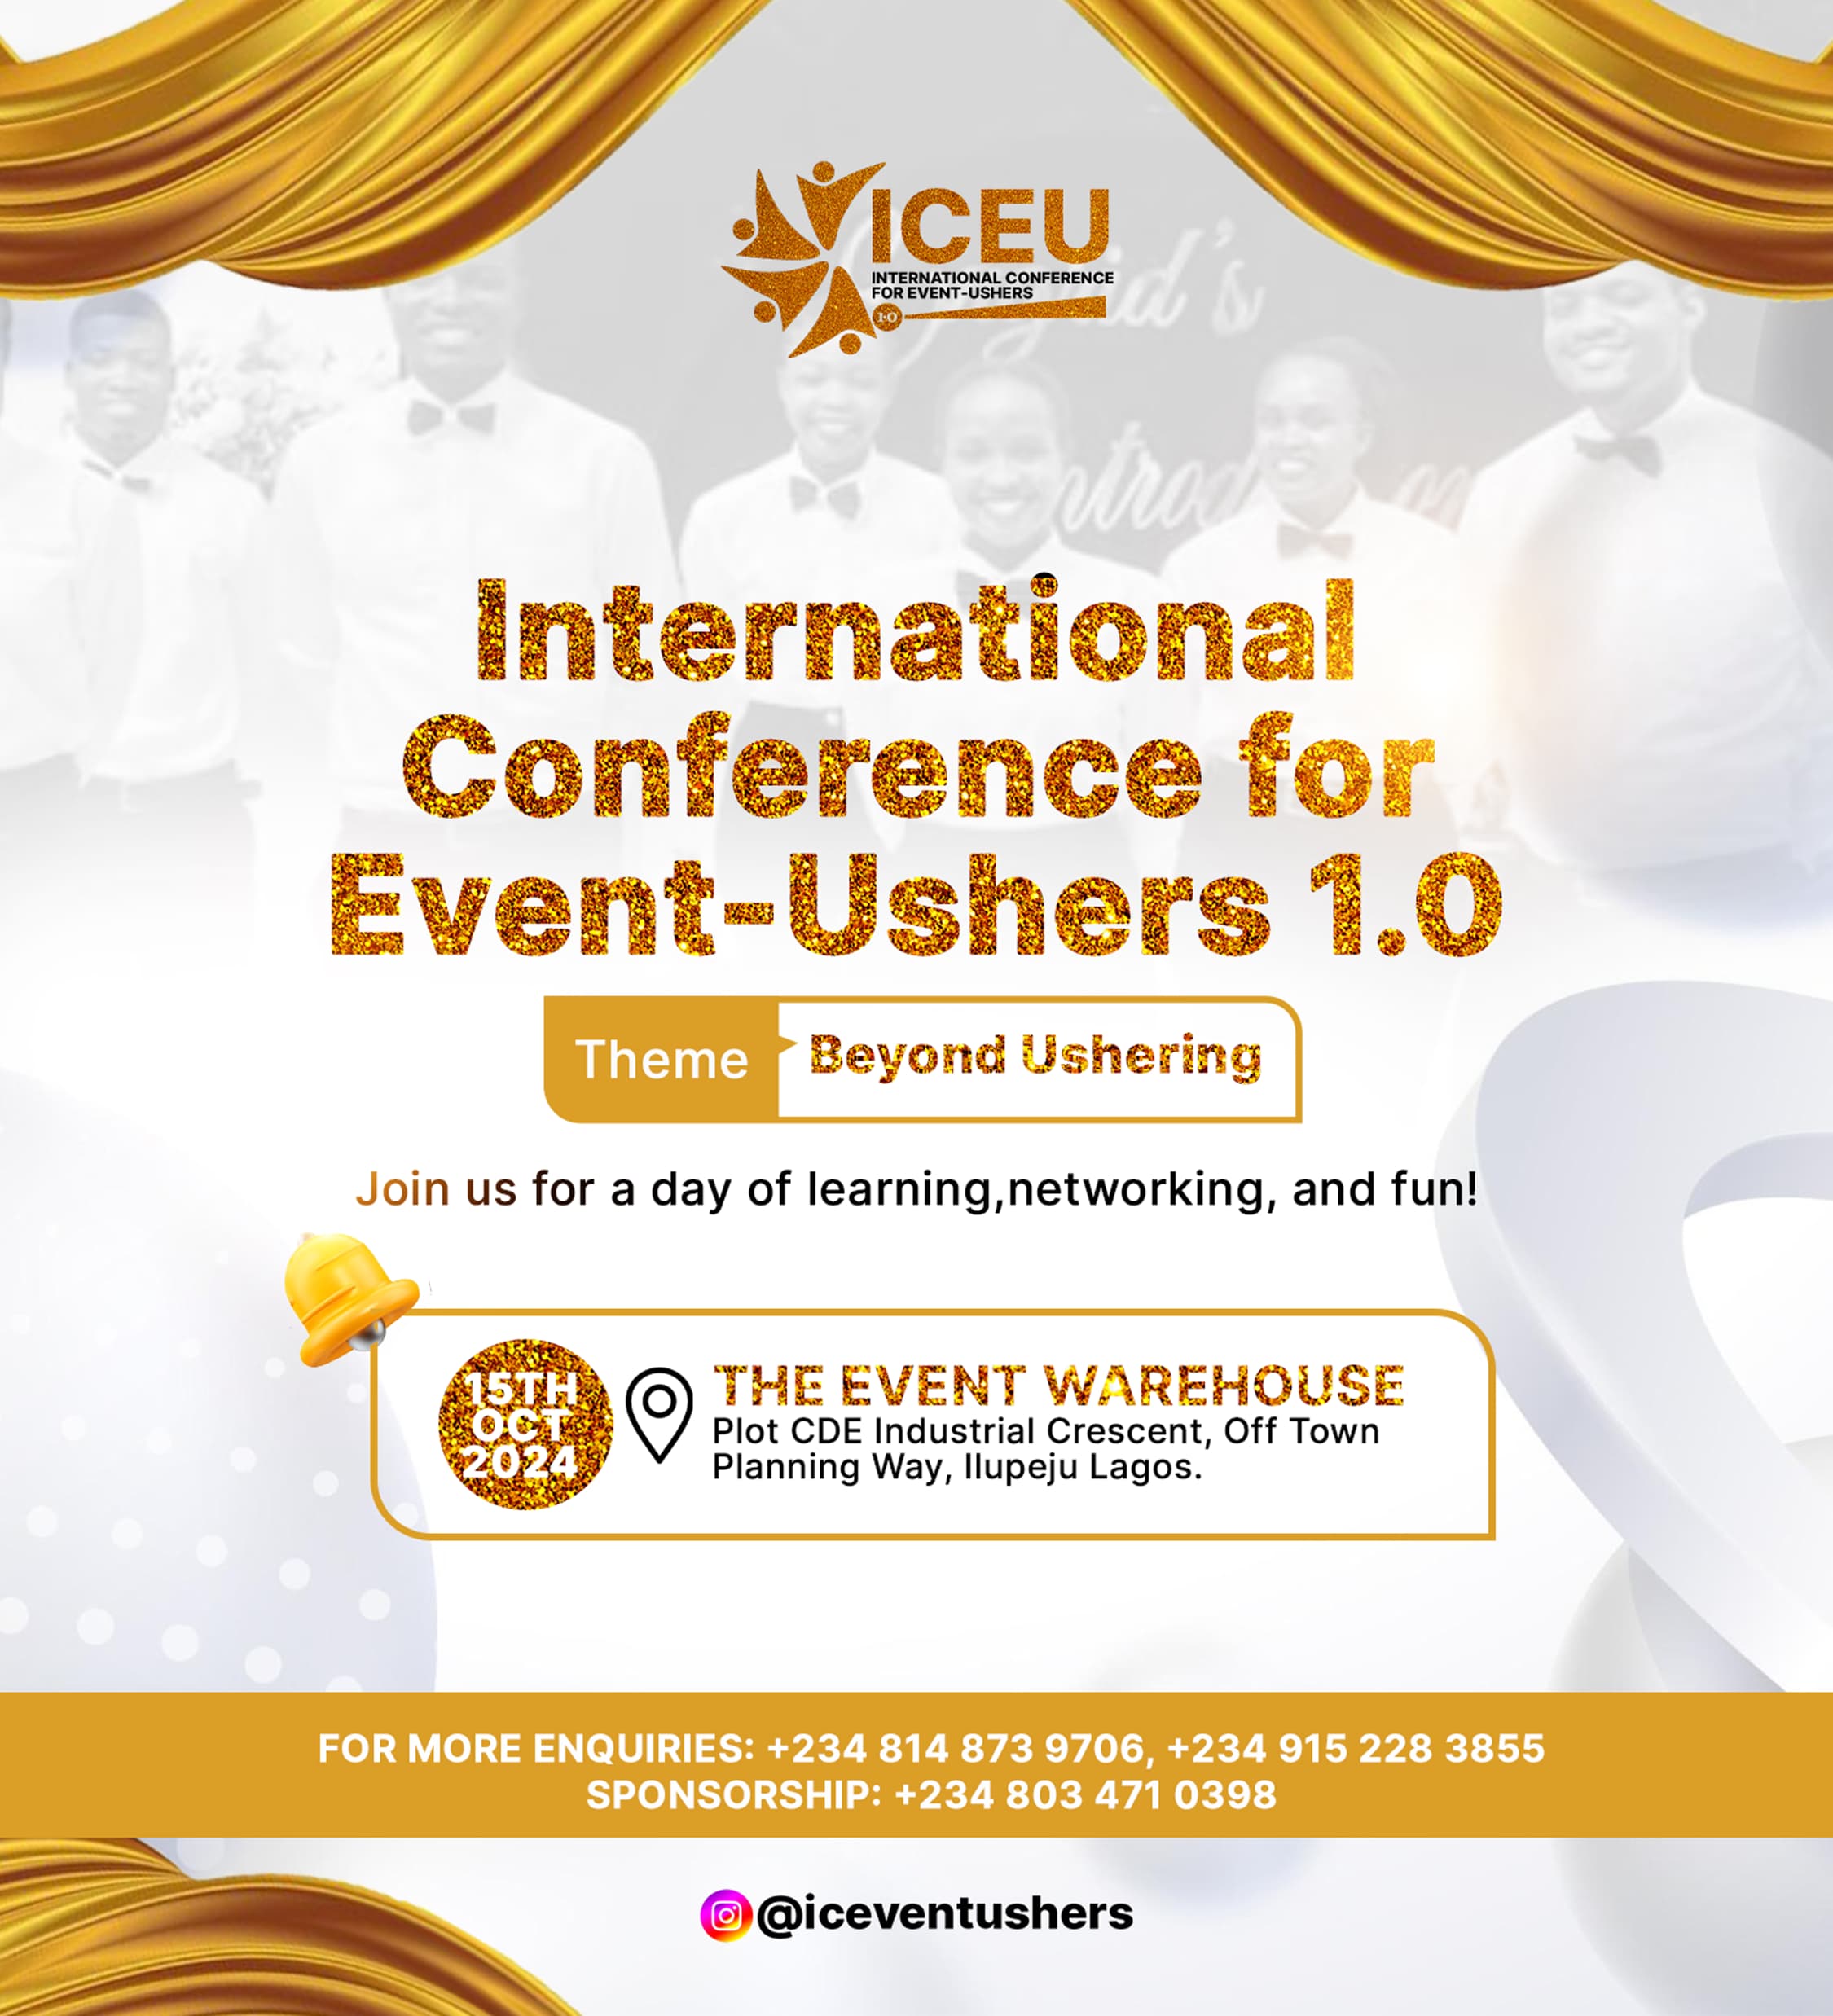 ICEU
INTERNATIONAL CONFERENCE
FOR EVENT-USHERS
1.0
International
Conference for
Event-Ushers 1.0
Theme
Beyond Ushering
Join us for a day of learning,networking, and fun!
15TH
OCT
2024
THE EVENT WAREHOUSE
Plot CDE Industrial Crescent, Off Town
Planning Way, Ilupeju Lagos.
FOR MORE ENQUIRIES: +234 814 873 9706, +234 915 228 3855
SPONSORSHIP: +234 803 471 0398
@iceventushers